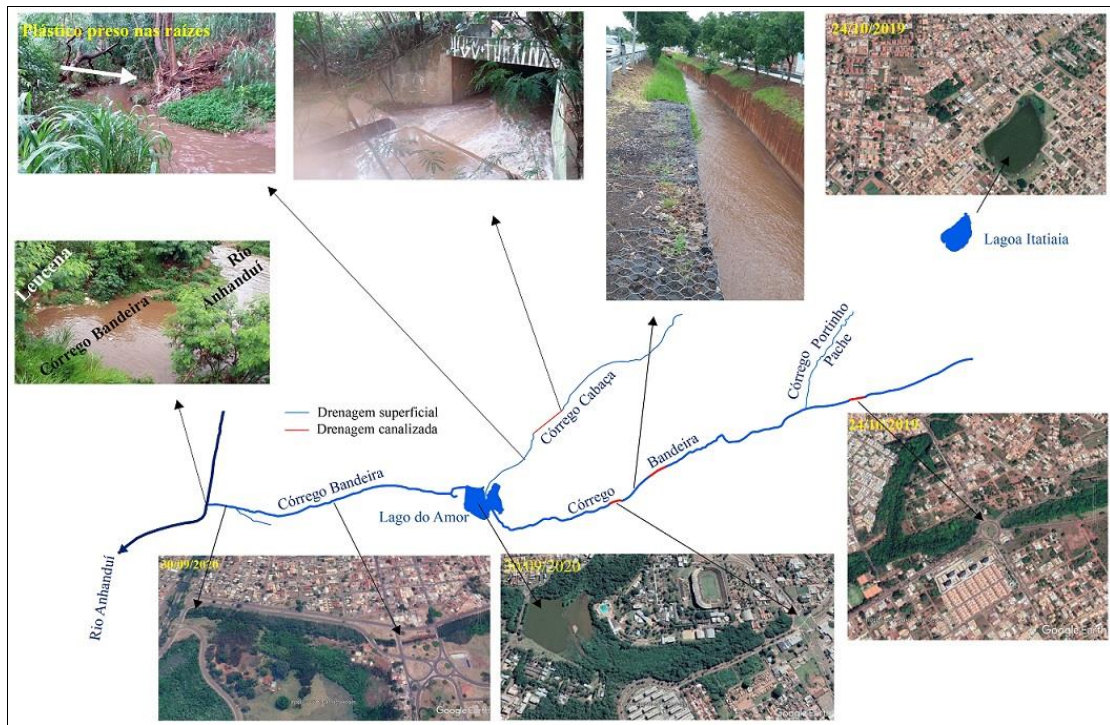 Plástico preso nas raízes
24/10/2019
Leucena
Córrego Bandeira
Rio
Anhanduí
Lagoa Itatiaia
Córrego Portinho
Pache
Drenagem superficial
Drenagem canalizada
Córrego Cabaça
24/10/2019
Bandeira
Córrego
Córrego Bandeira
Lago do Amor
Rio Anhanduí
30/09/2020
30/09/2020
Google Earth
Google Earth
Google Earth